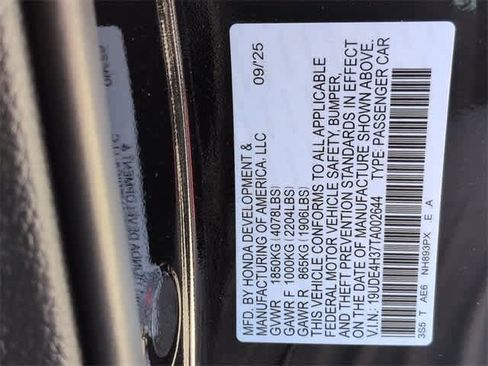 MFD. BY HONDA DEVELOPMENT & 09/'25
MANUFACTURING OF AMERICA, LLC
GVWR 1850KG (4078LBS)
GAWR F 1000KG (2204LBS)
GAWR R 865KG (1906LBS)
THIS VEHICLE CONFORMS TO ALL APPLICABLE
FEDERAL MOTOR VEHICLE SAFETY, BUMPER,
AND THEFT PREVENTION STANDARDS IN EFFECT
ON THE DATE OF MANUFACTURE SHOWN ABOVE.
V.I.N.: 19UDE4H37TA002644 TYPE: PASSENGER CAR
3S5 T AE6 NH893PX E A